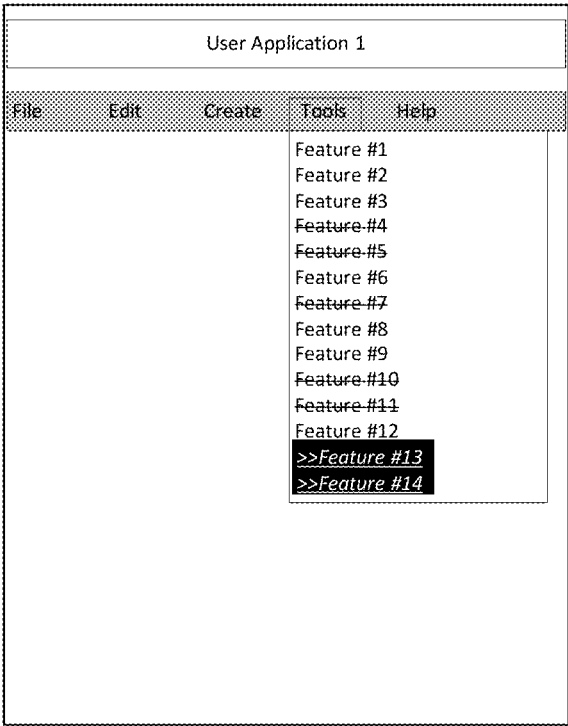 User Application 1
File Edit Create Tools Help
Feature #1
Feature #2
Feature #3
Feature #4
Feature #5
Feature #6
Feature #7
Feature #8
Feature #9
Feature #10
Feature #11
Feature #12
>>Feature #13
>>Feature #14